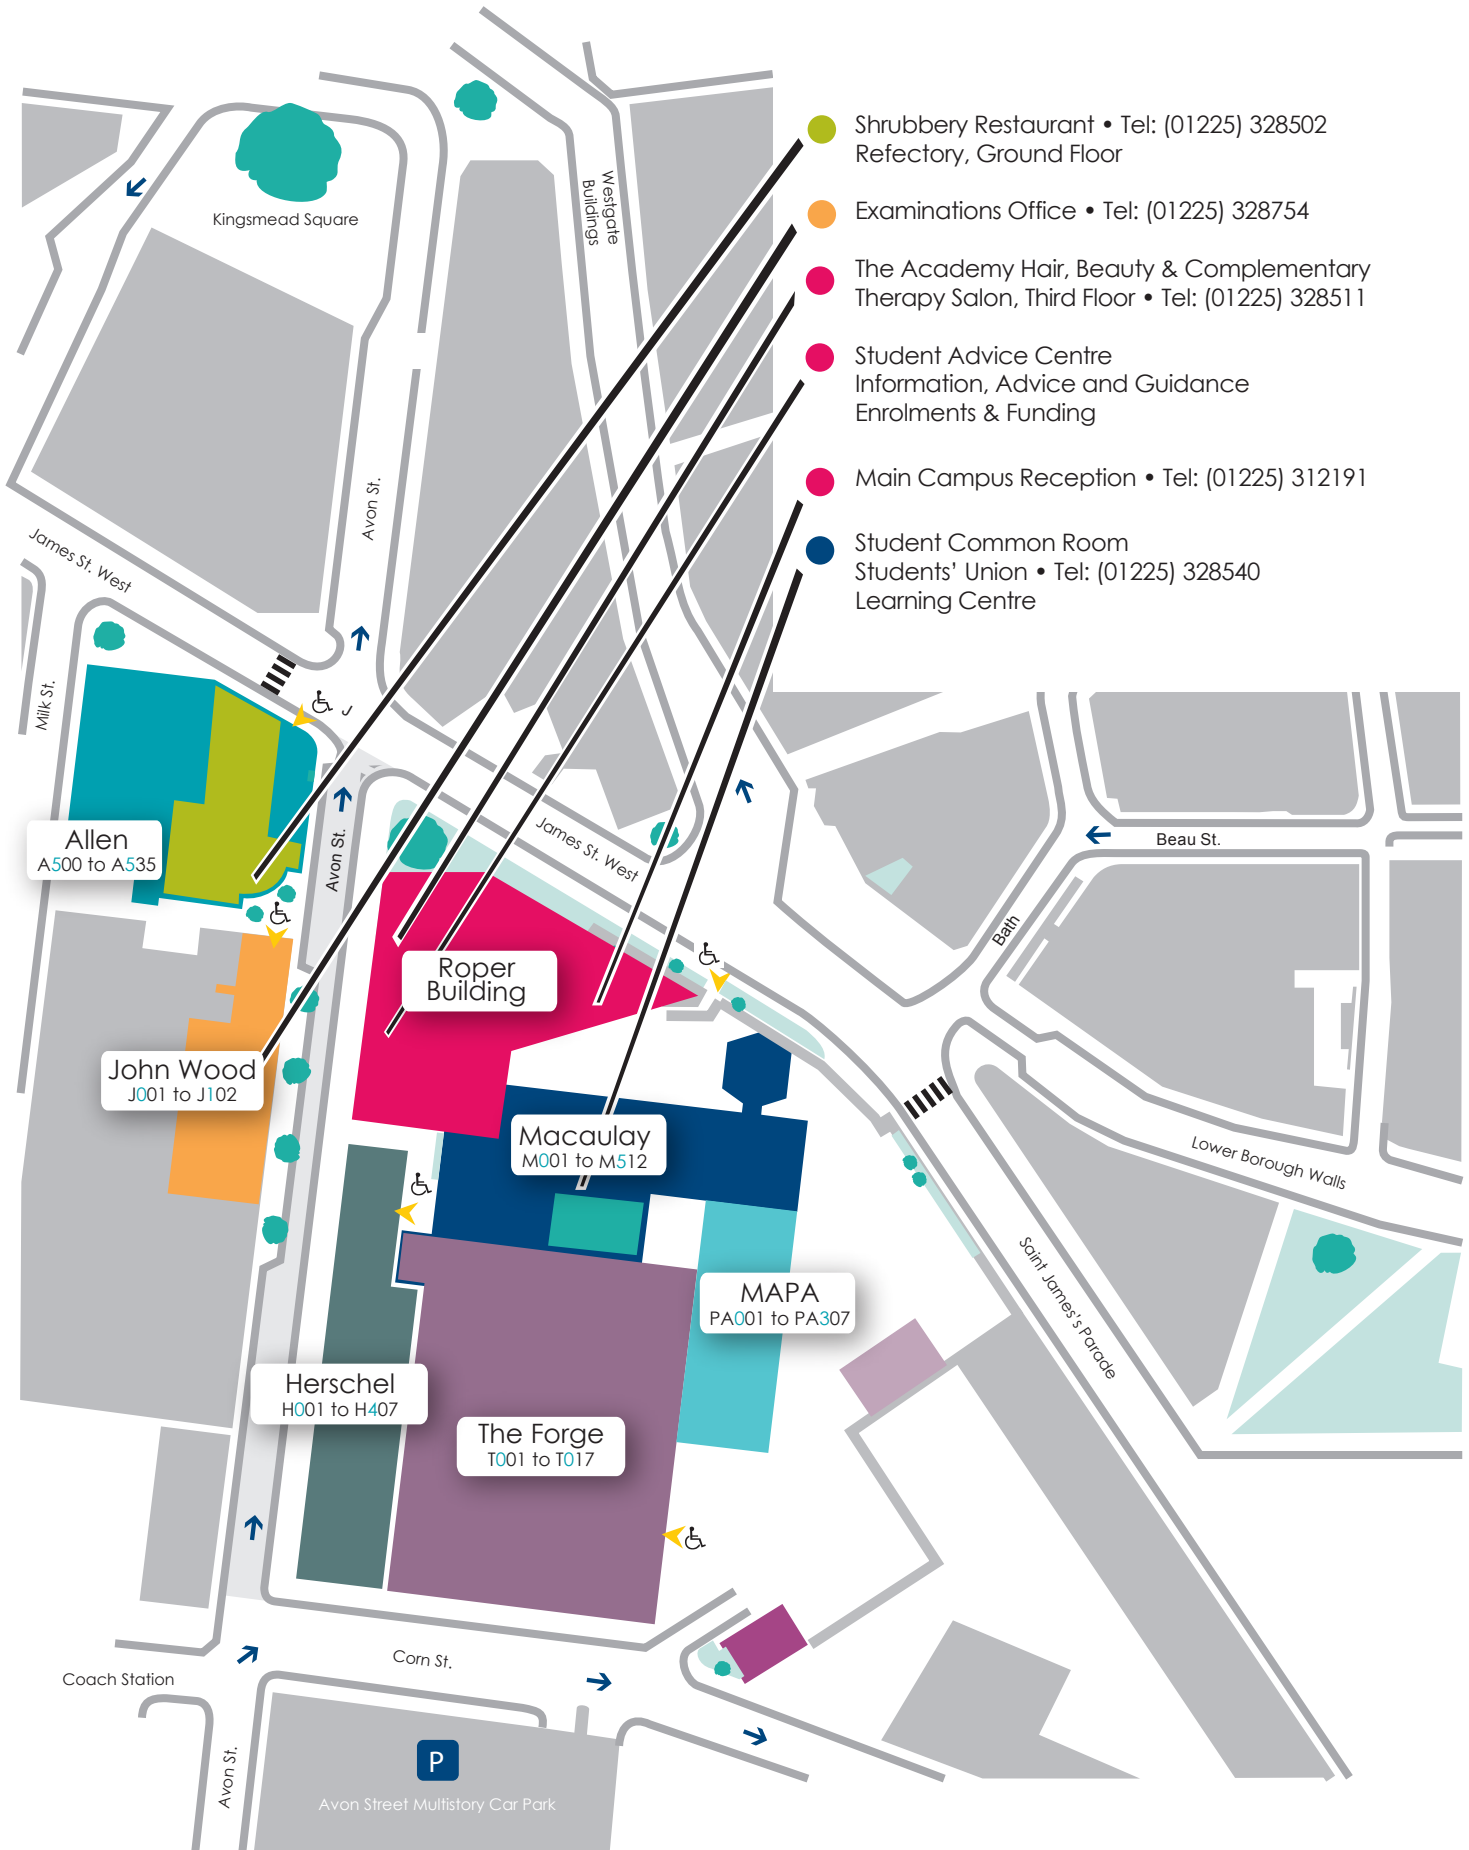 Shrubbery Restaurant • Tel: (01225) 328502
Refectory, Ground Floor
Examinations Office • Tel: (01225) 328754
The Academy Hair, Beauty & Complementary
Therapy Salon, Third Floor • Tel: (01225) 328511
Student Advice Centre
Information, Advice and Guidance
Enrolments & Funding
Main Campus Reception • Tel: (01225) 312191
Student Common Room
Students’ Union • Tel: (01225) 328540
Learning Centre
Kingsmead Square
Westgate
Buildings
Avon St.
James St. West
Milk St.
J
Allen
A500 to A535
Avon St.
James St. West
Beau St.
Bath
Roper
Building
John Wood
J001 to J102
Macaulay
M001 to M512
Lower Borough Walls
Saint James's Parade
MAPA
PA001 to PA307
Herschel
H001 to H407
The Forge
T001 to T017
Corn St.
Coach Station
Avon St.
P
Avon Street Multistory Car Park